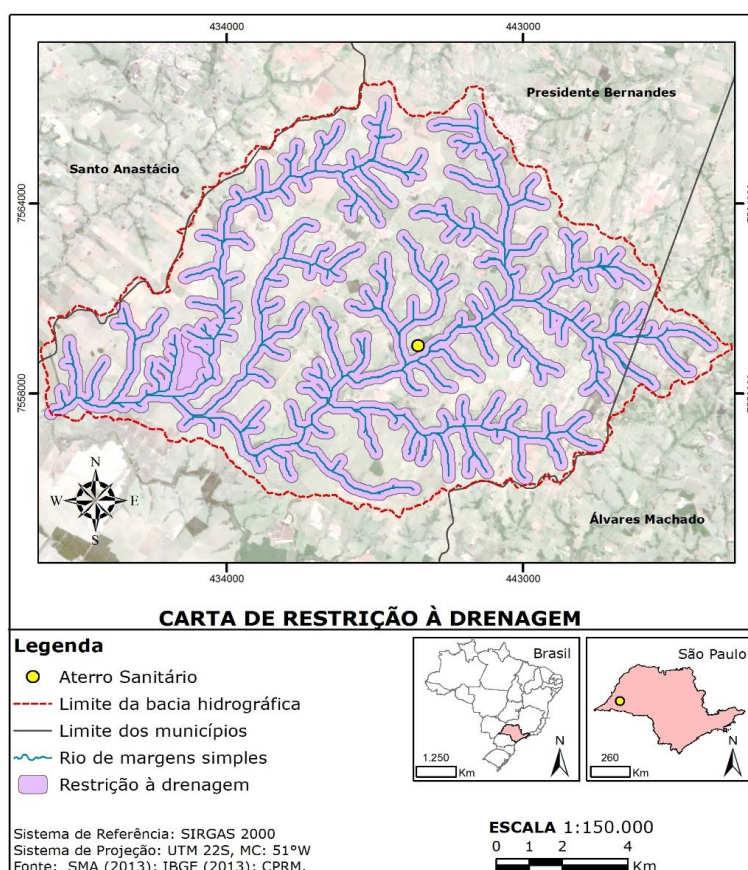 434000 443000
Presidente Bernandes
Santo Anastácio
7564000
7558000
N
W E
S
Álvares Machado
434000 443000
CARTA DE RESTRIÇÃO À DRENAGEM
Legenda
Aterro Sanitário
Limite da bacia hidrográfica
Limite dos municípios
Rio de margens simples
Restrição à drenagem
Brasil
N
1.250
Km
São Paulo
N
260
Km
Sistema de Referência: SIRGAS 2000
Sistema de Projeção: UTM 22S, MC: 51°W
Fonte: SMA (2013); IBGE (2013); CPRM.
ESCALA 1:150.000
0 1 2 4
Km